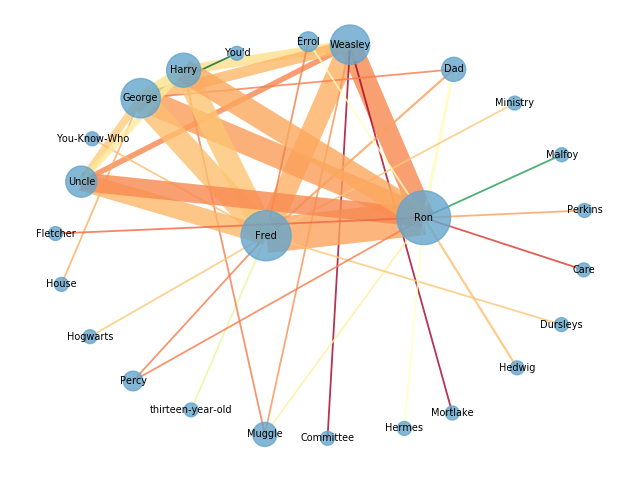 Errol
Weasley
You'd
Harry
Dad
George
Ministry
You-Know-Who
Malfoy
Uncle
Perkins
Ron
Fletcher
Fred
Care
House
Dursleys
Hogwarts
Hedwig
Percy
thirteen-year-old
Mortlake
Hermes
Muggle
Committee